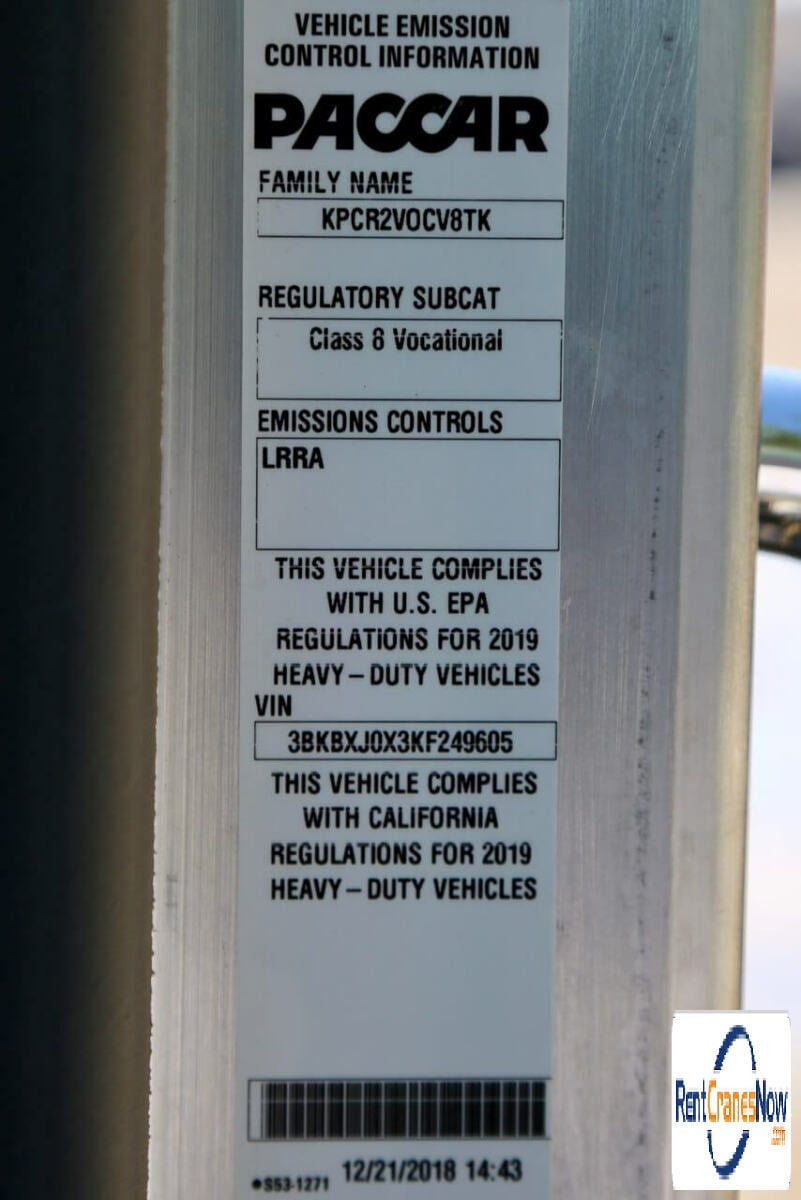 VEHICLE EMISSION
CONTROL INFORMATION
PACCAR
FAMILY NAME
KPCR2VOCV8TK
REGULATORY SUBCAT
Class 8 Vocational
EMISSIONS CONTROLS
LRRA
THIS VEHICLE COMPLIES
WITH U.S. EPA
REGULATIONS FOR 2019
HEAVY – DUTY VEHICLES
VIN
3BKBXJ0X3KF249605
THIS VEHICLE COMPLIES
WITH CALIFORNIA
REGULATIONS FOR 2019
HEAVY – DUTY VEHICLES
●S53-1271 12/21/2018 14:43
RentCranesNow
.com